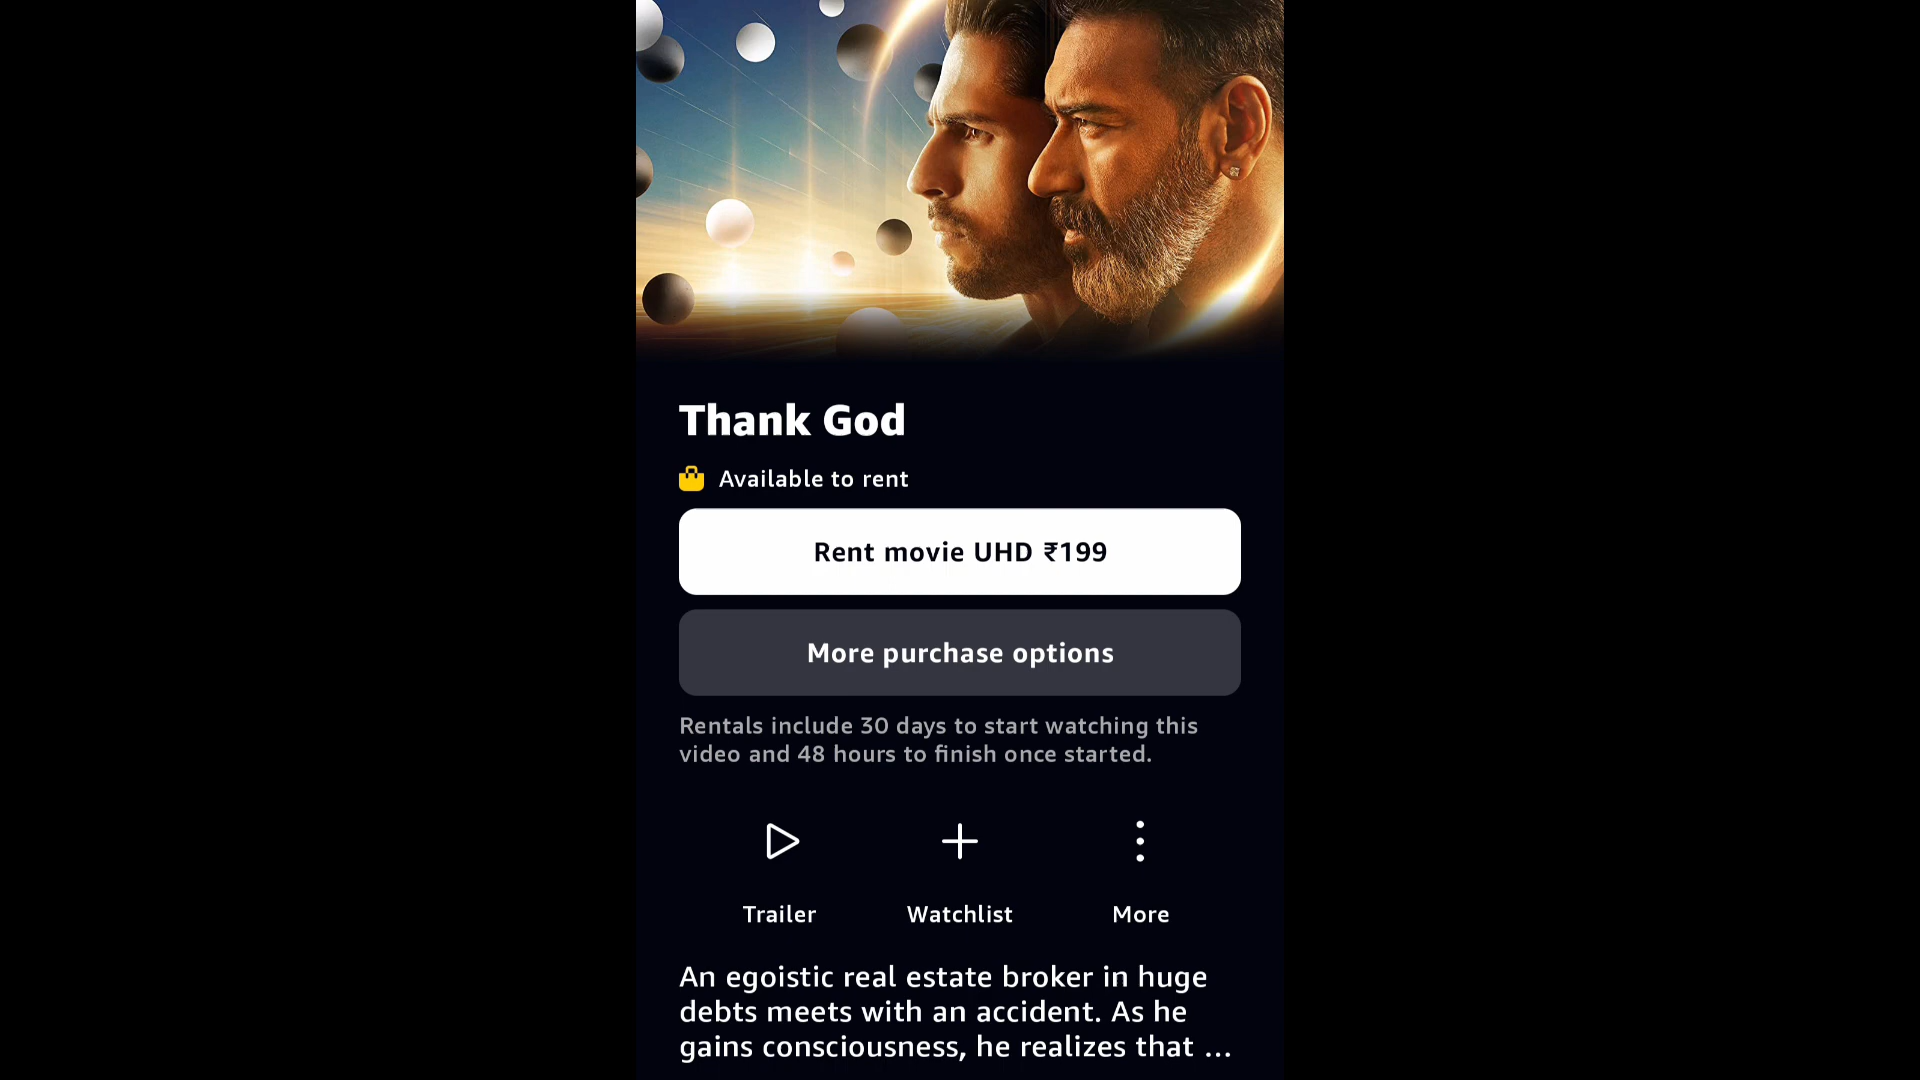 Thank God
Available to rent
Rent movie UHD ₹199
More purchase options
Rentals include 30 days to start watching this
video and 48 hours to finish once started.
Trailer
Watchlist
More
An egoistic real estate broker in huge
debts meets with an accident. As he
gains consciousness, he realizes that ...